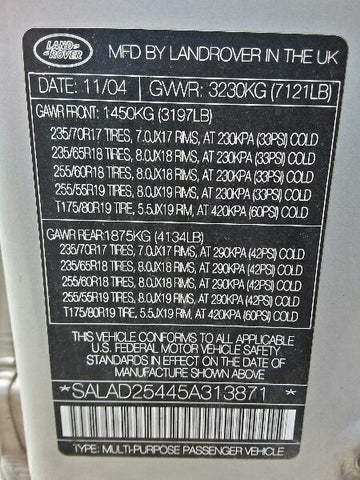 LAND
ROVER
MFD BY LANDROVER IN THE UK
DATE: 11/04 GVWR: 3230KG (7121LB)
GAWR FRONT: 1450KG (3197LB)
235/70R17 TIRES, 7.0JX17 RIMS, AT 230KPA (33PSI) COLD
235/65R18 TIRES, 8.0JX18 RIMS, AT 230KPA (33PSI) COLD
255/60R18 TIRES, 8.0JX18 RIMS, AT 230KPA (33PSI) COLD
255/55R19 TIRES, 8.0JX19 RIMS, AT 230KPA (33PSI) COLD
T175/80R19 TIRE, 5.5JX19 RIM, AT 420KPA (60PSI) COLD
GAWR REAR: 1875KG (4134LB)
235/70R17 TIRES, 7.0JX17 RIMS, AT 290KPA (42PSI) COLD
235/65R18 TIRES, 8.0JX18 RIMS, AT 290KPA (42PSI) COLD
255/60R18 TIRES, 8.0JX18 RIMS, AT 290KPA (42PSI) COLD
255/55R19 TIRES, 8.0JX19 RIMS, AT 290KPA (42PSI) COLD
T175/80R19 TIRE, 5.5JX19 RIM, AT 420KPA (60PSI) COLD
THIS VEHICLE CONFORMS TO ALL APPLICABLE
U.S. FEDERAL MOTOR VEHICLE SAFETY
STANDARDS IN EFFECT ON THE DATE OF
MANUFACTURE SHOWN ABOVE
*SALAD25445A313871*
TYPE: MULTI-PURPOSE PASSENGER VEHICLE